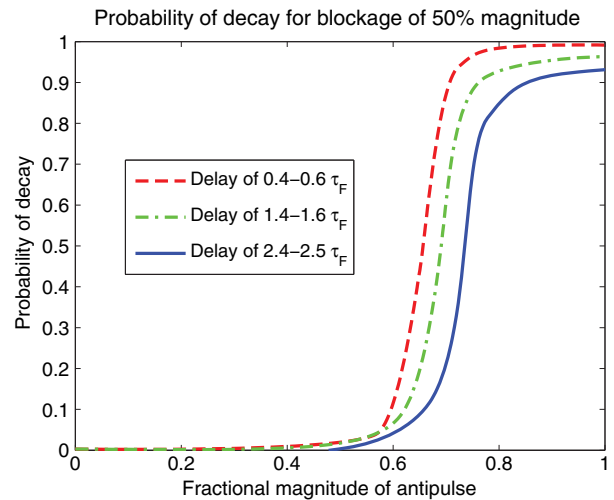 Probability of decay for blockage of 50% magnitude
1
0.9
0.8
0.7
0.6
0.5
0.4
0.3
0.2
0.1
0
Probability of decay
Delay of 0.4−0.6 τF
Delay of 1.4−1.6 τF
Delay of 2.4−2.5 τF
0 0.2 0.4 0.6 0.8 1
Fractional magnitude of antipulse